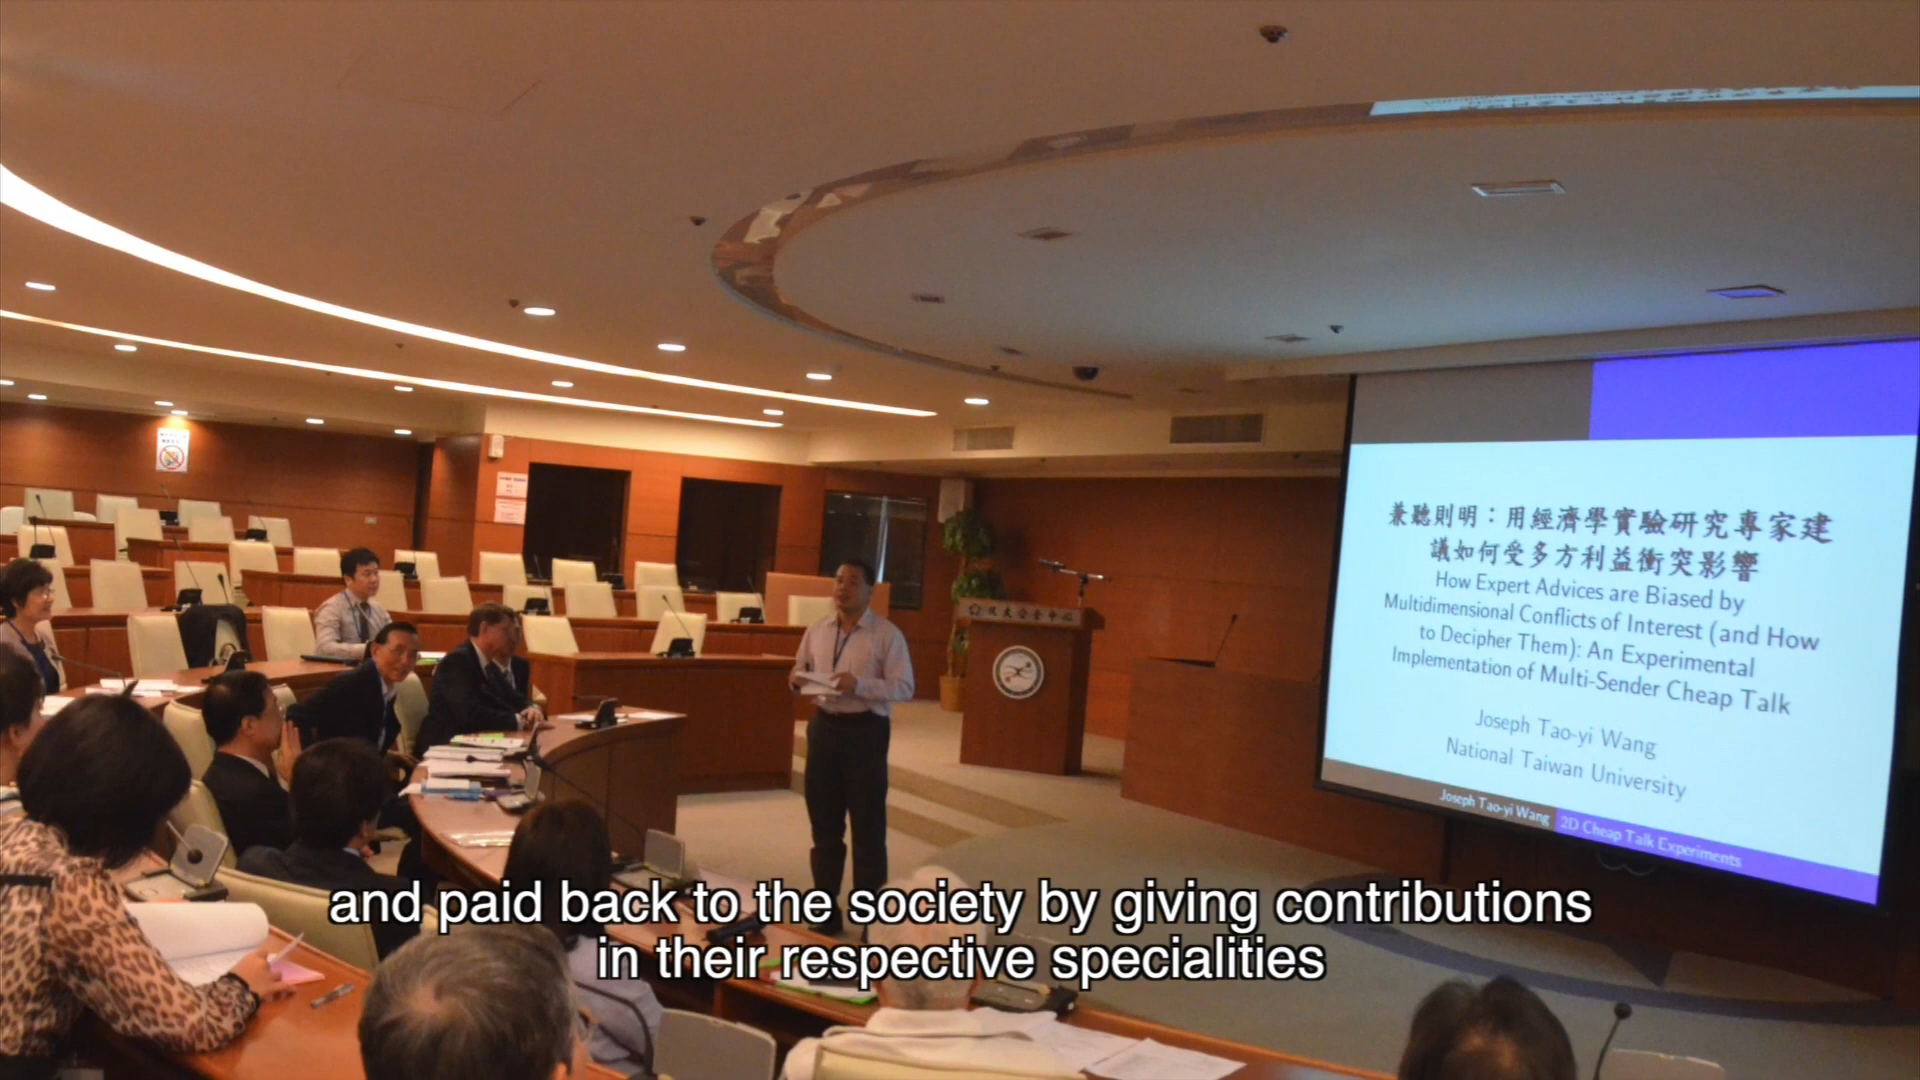 兼聽則明：用經濟學實驗研究專家建
議如何受多方利益衝突影響
How Expert Advices are Biased by
Multidimensional Conflicts of Interest (and How
to Decipher Them): An Experimental
Implementation of Multi-Sender Cheap Talk
Joseph Tao-yi Wang
National Taiwan University
Joseph Tao-yi Wang 2D Cheap Talk Experiments
and paid back to the society by giving contributions
in their respective specialities